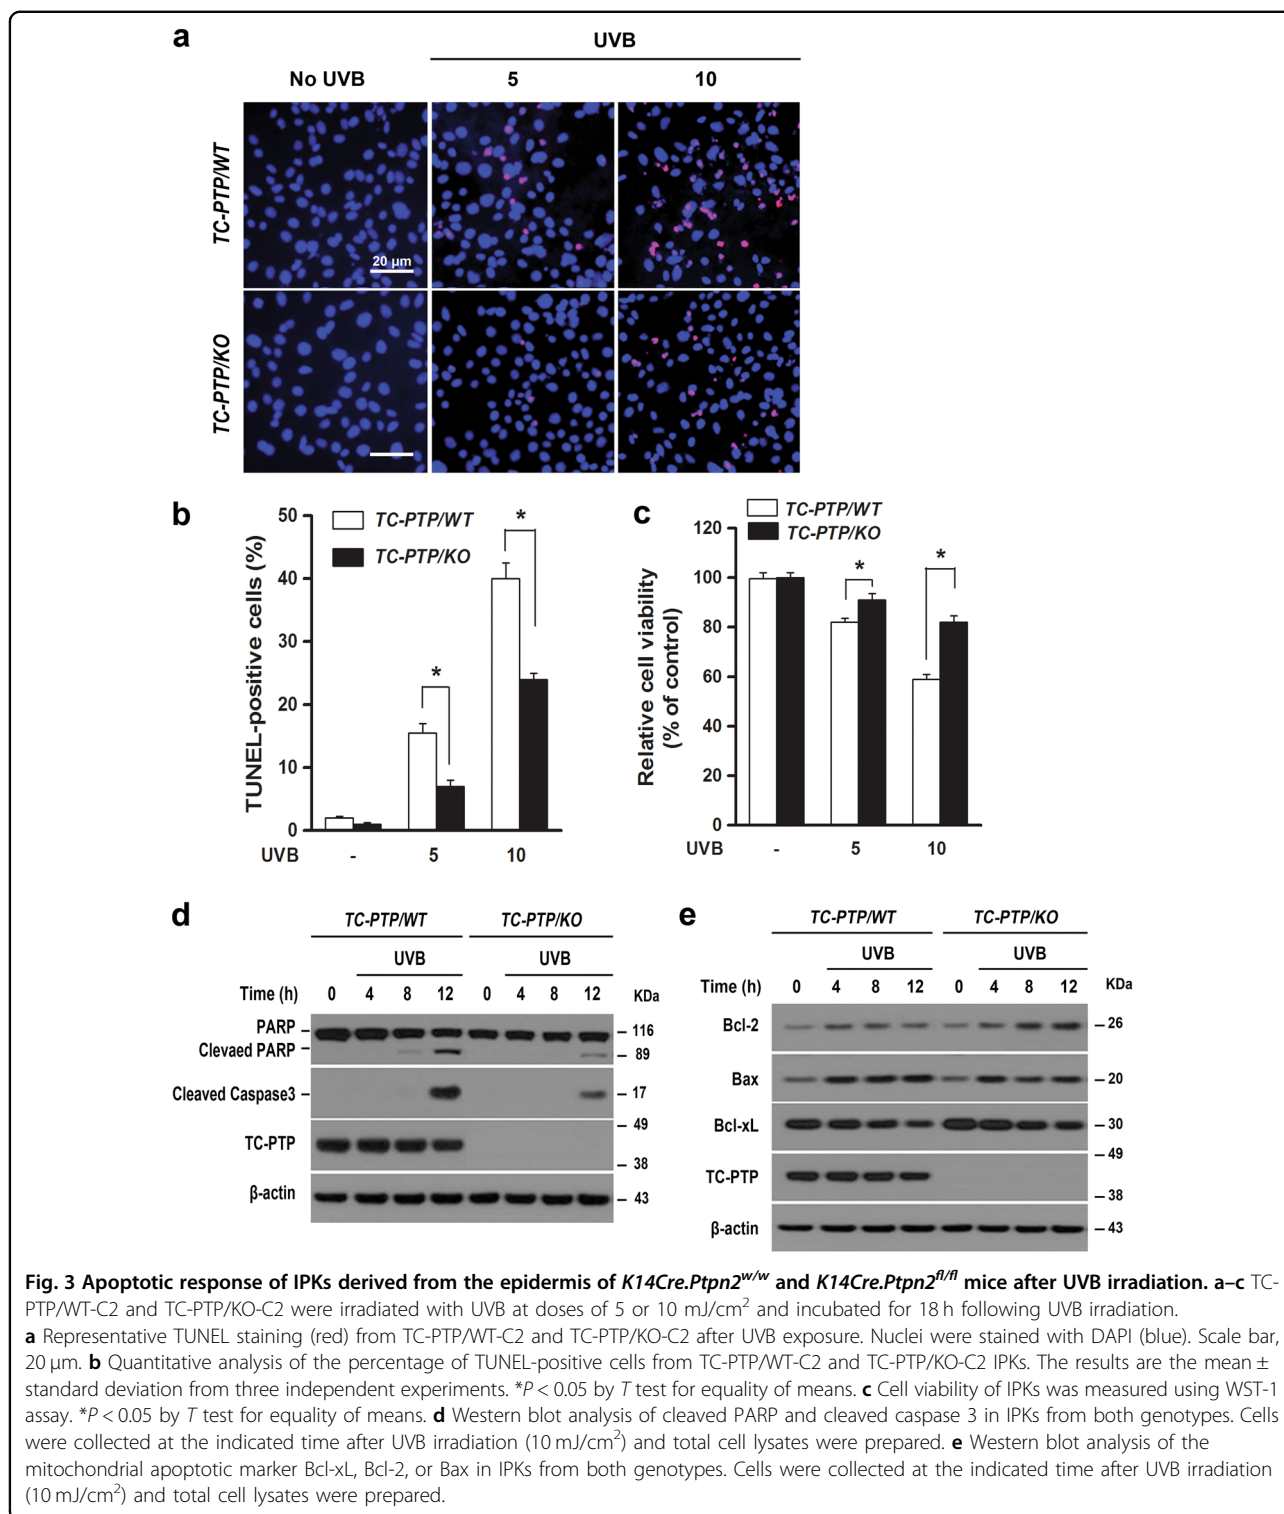 a
UVB
No UVB 5 10
TC-PTP/WT
20 µm
TC-PTP/KO
b
TUNEL-positive cells (%)
50
40
30
20
10
0
TC-PTP/WT
TC-PTP/KO
*
*
UVB - 5 10
c
Relative cell viability
(% of control)
120
100
80
60
40
20
0
TC-PTP/WT
TC-PTP/KO
*
*
UVB - 5 10
d
TC-PTP/WT TC-PTP/KO
UVB UVB
Time (h) 0 4 8 12 0 4 8 12 KDa
PARP 116
Clevaed PARP 89
Cleaved Caspase3 17
49
TC-PTP
38
β-actin 43
e
TC-PTP/WT TC-PTP/KO
UVB UVB
Time (h) 0 4 8 12 0 4 8 12 KDa
Bcl-2 26
Bax 20
Bcl-xL 30
49
TC-PTP
38
β-actin 43
Fig. 3 Apoptotic response of IPKs derived from the epidermis of K14Cre.Ptpn2w/w and K14Cre.Ptpn2fl/fl mice after UVB irradiation. a–c TC-
PTP/WT-C2 and TC-PTP/KO-C2 were irradiated with UVB at doses of 5 or 10 mJ/cm² and incubated for 18 h following UVB irradiation.
a Representative TUNEL staining (red) from TC-PTP/WT-C2 and TC-PTP/KO-C2 after UVB exposure. Nuclei were stained with DAPI (blue). Scale bar,
20 µm. b Quantitative analysis of the percentage of TUNEL-positive cells from TC-PTP/WT-C2 and TC-PTP/KO-C2 IPKs. The results are the mean ±
standard deviation from three independent experiments. *P < 0.05 by T test for equality of means. c Cell viability of IPKs was measured using WST-1
assay. *P < 0.05 by T test for equality of means. d Western blot analysis of cleaved PARP and cleaved caspase 3 in IPKs from both genotypes. Cells
were collected at the indicated time after UVB irradiation (10 mJ/cm²) and total cell lysates were prepared. e Western blot analysis of the
mitochondrial apoptotic marker Bcl-xL, Bcl-2, or Bax in IPKs from both genotypes. Cells were collected at the indicated time after UVB irradiation
(10 mJ/cm²) and total cell lysates were prepared.